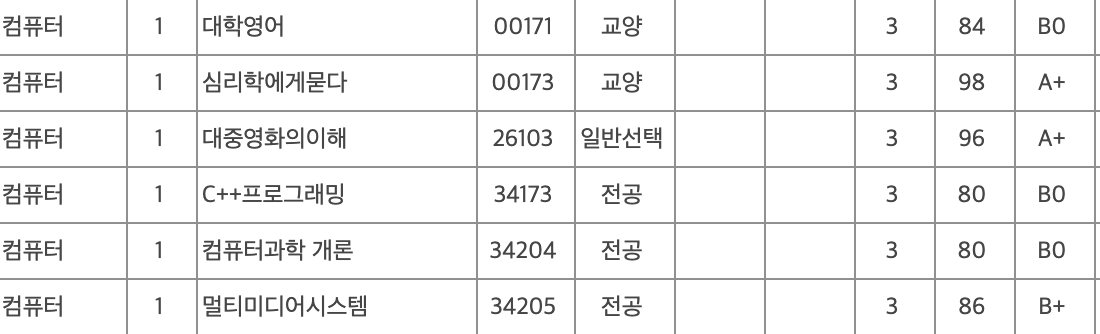 컴퓨터 1 대학영어 00171 교양 3 84 B0
컴퓨터 1 심리학에게묻다 00173 교양 3 98 A+
컴퓨터 1 대중영화의이해 26103 일반선택 3 96 A+
컴퓨터 1 C++프로그래밍 34173 전공 3 80 B0
컴퓨터 1 컴퓨터과학 개론 34204 전공 3 80 B0
컴퓨터 1 멀티미디어시스템 34205 전공 3 86 B+